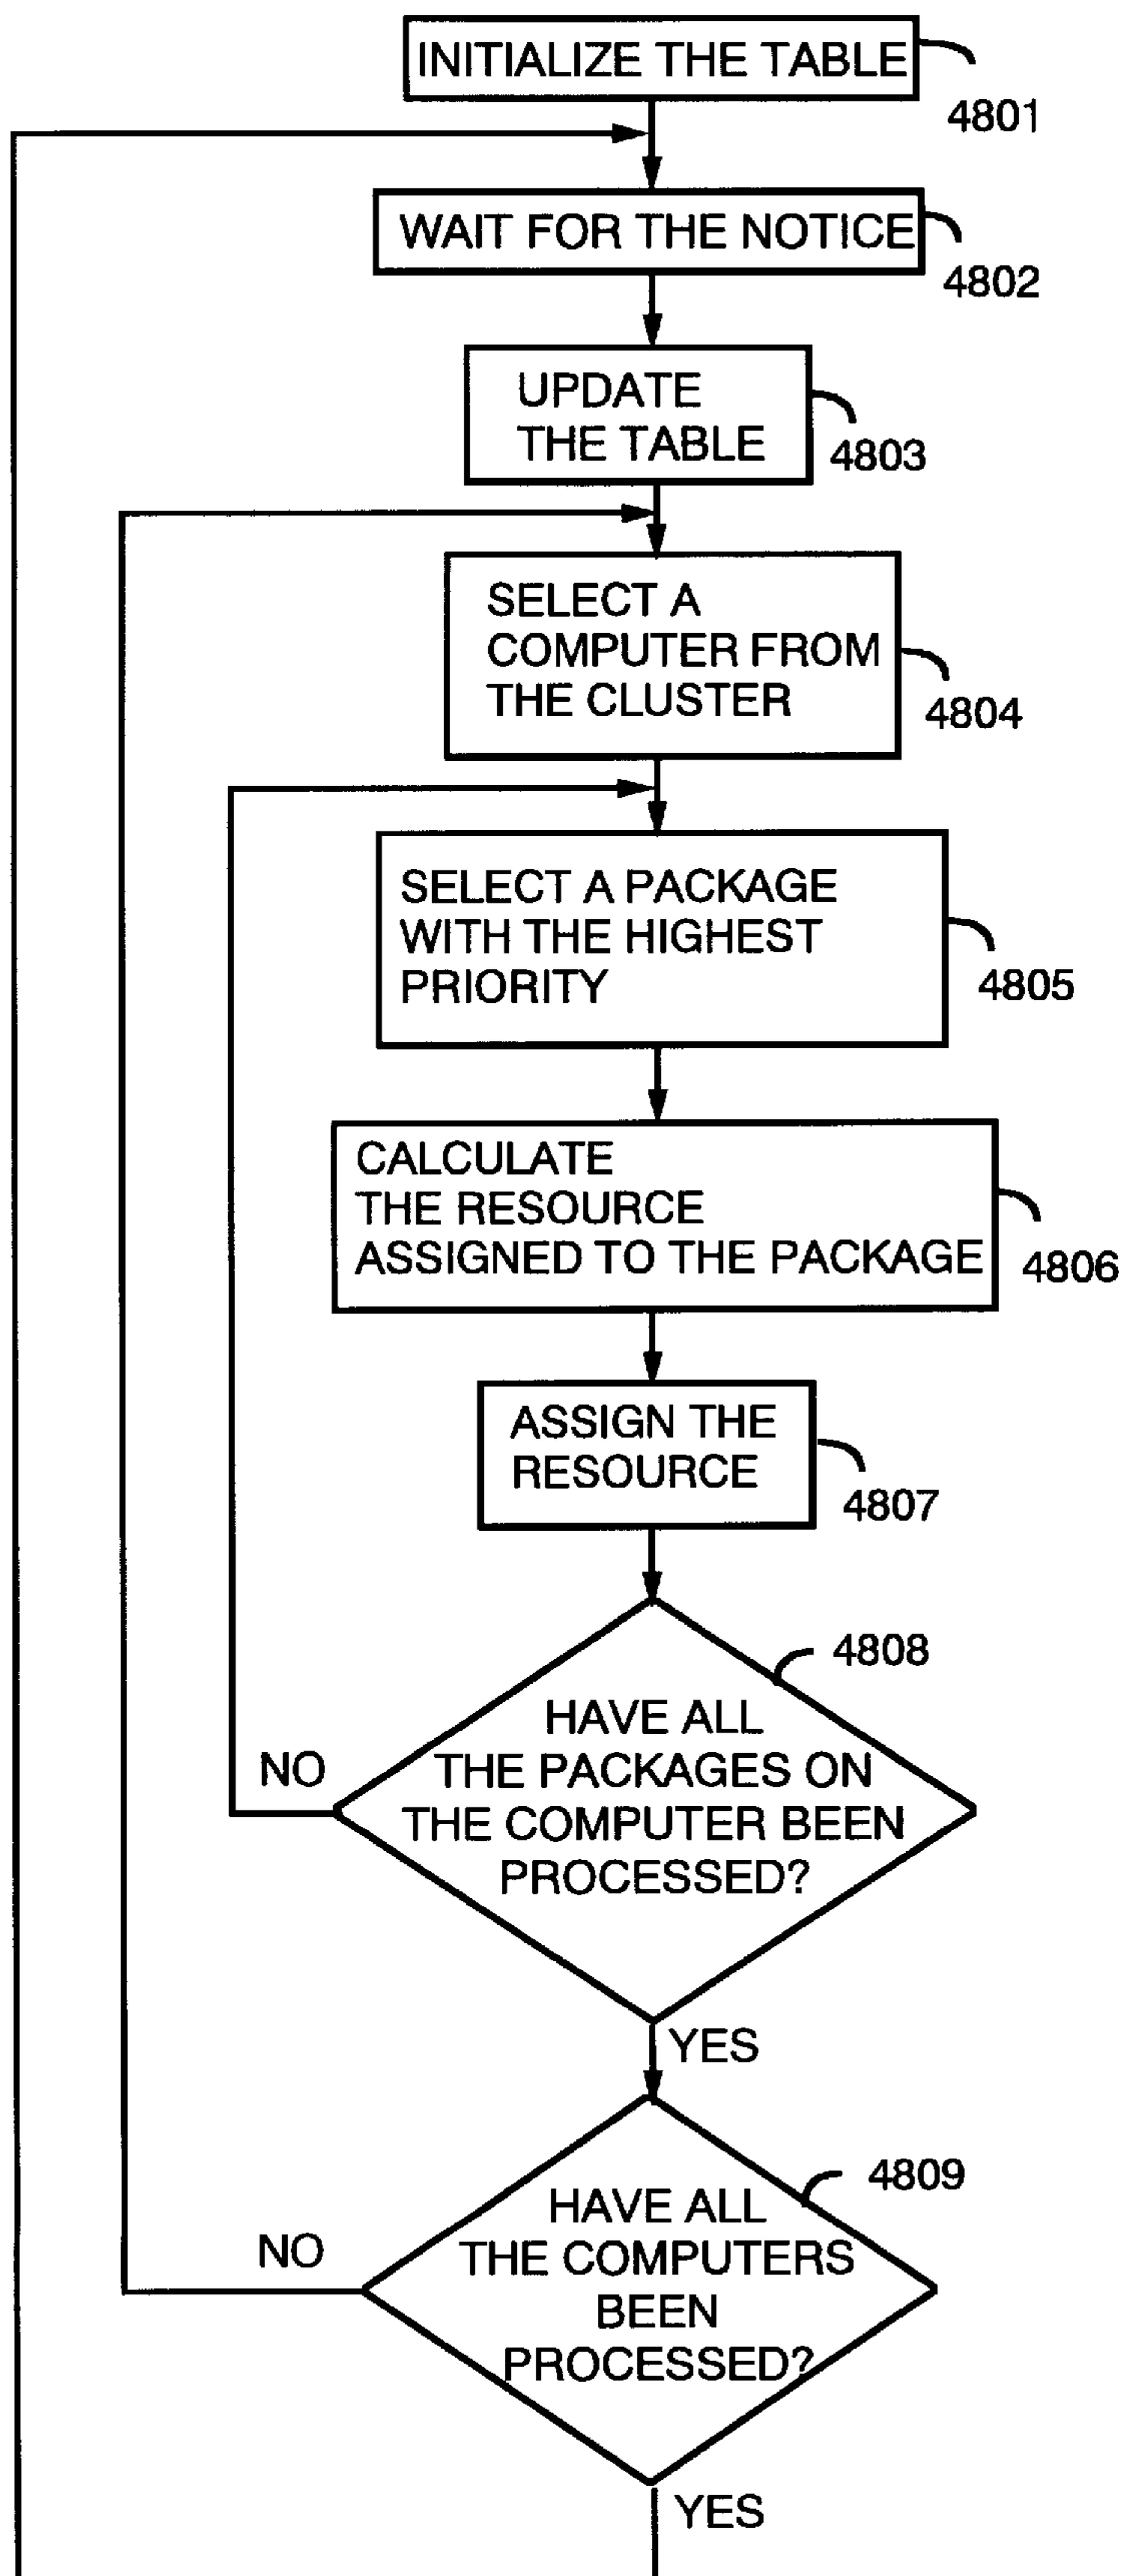 INITIALIZE THE TABLE
4801
WAIT FOR THE NOTICE
4802
UPDATE
THE TABLE
4803
SELECT A
COMPUTER FROM
THE CLUSTER
4804
SELECT A PACKAGE
WITH THE HIGHEST
PRIORITY
4805
CALCULATE
THE RESOURCE
ASSIGNED TO THE PACKAGE
4806
ASSIGN THE
RESOURCE
4807
4808
HAVE ALL
THE PACKAGES ON
THE COMPUTER BEEN
PROCESSED?
NO
YES
4809
HAVE ALL
THE COMPUTERS
BEEN
PROCESSED?
NO
YES